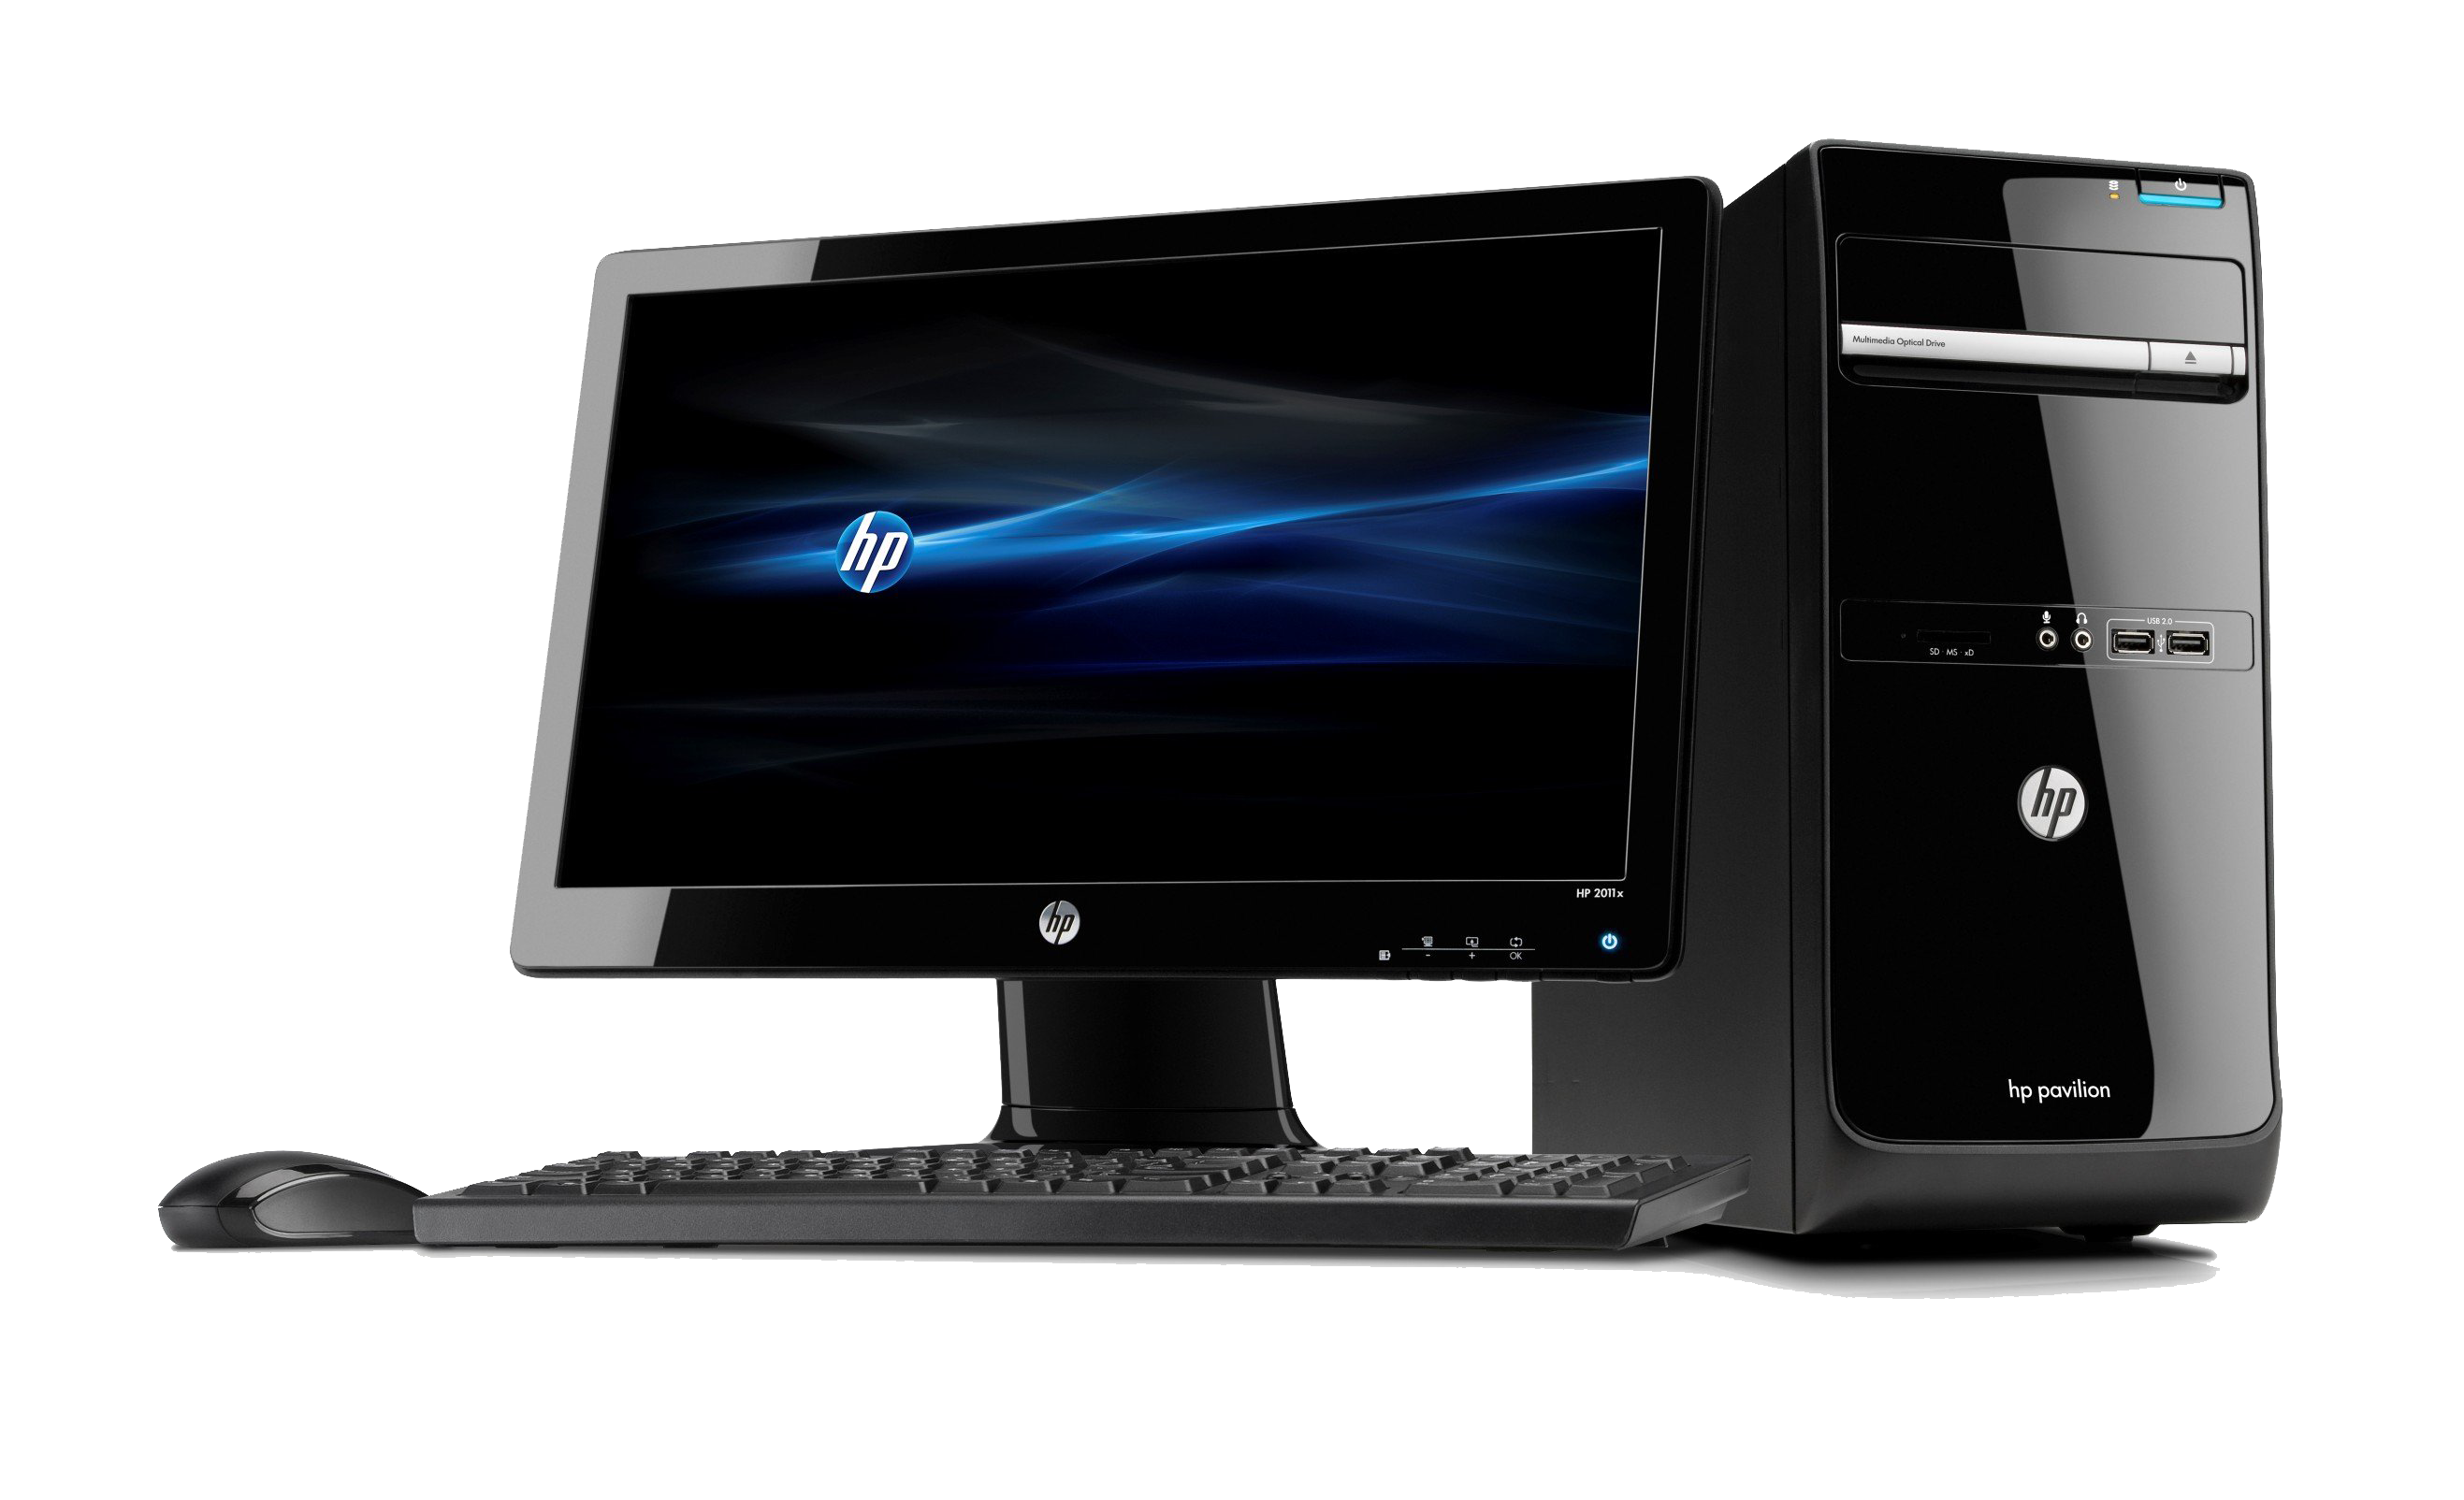 hp
HP 2011x
hp
- + OK
Multimedia Optical Drive
USB 2.0
SD · MS · xD
hp
hp pavilion